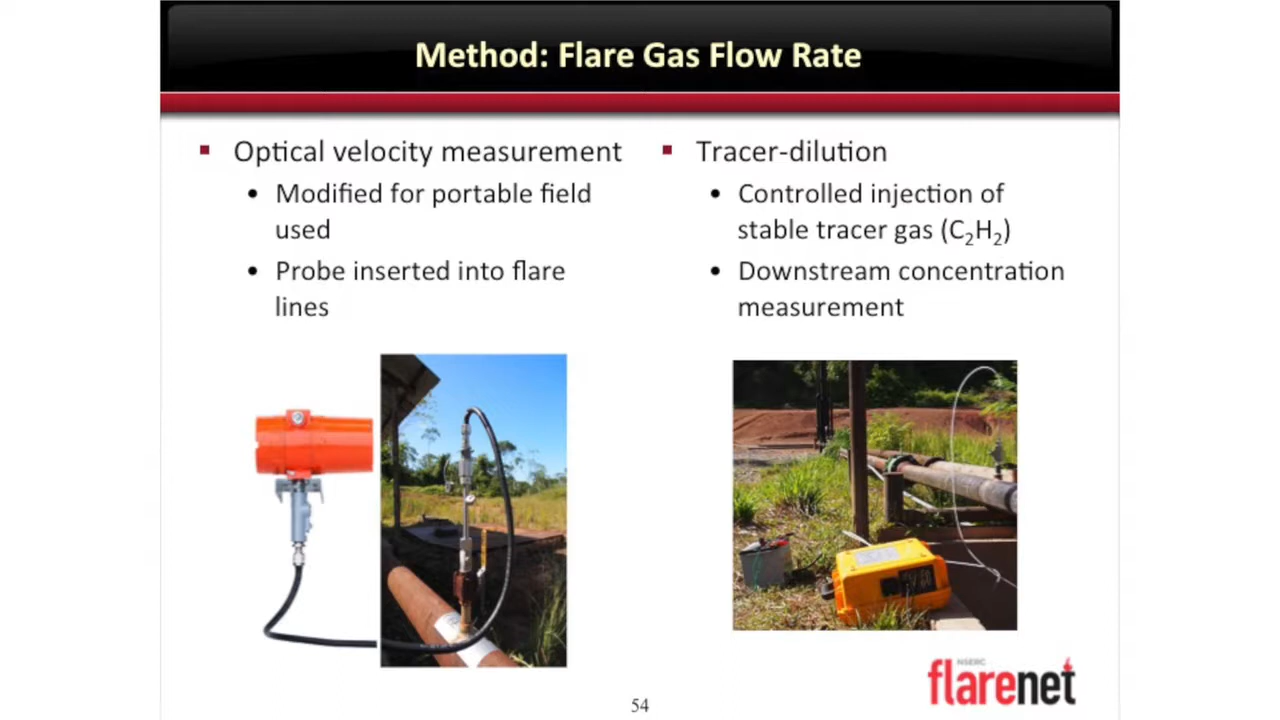 Method: Flare Gas Flow Rate
▪ Optical velocity measurement
• Modified for portable field
used
• Probe inserted into flare
lines
▪ Tracer-dilution
• Controlled injection of
stable tracer gas (C₂H₂)
• Downstream concentration
measurement
NSERC
flarenet
54